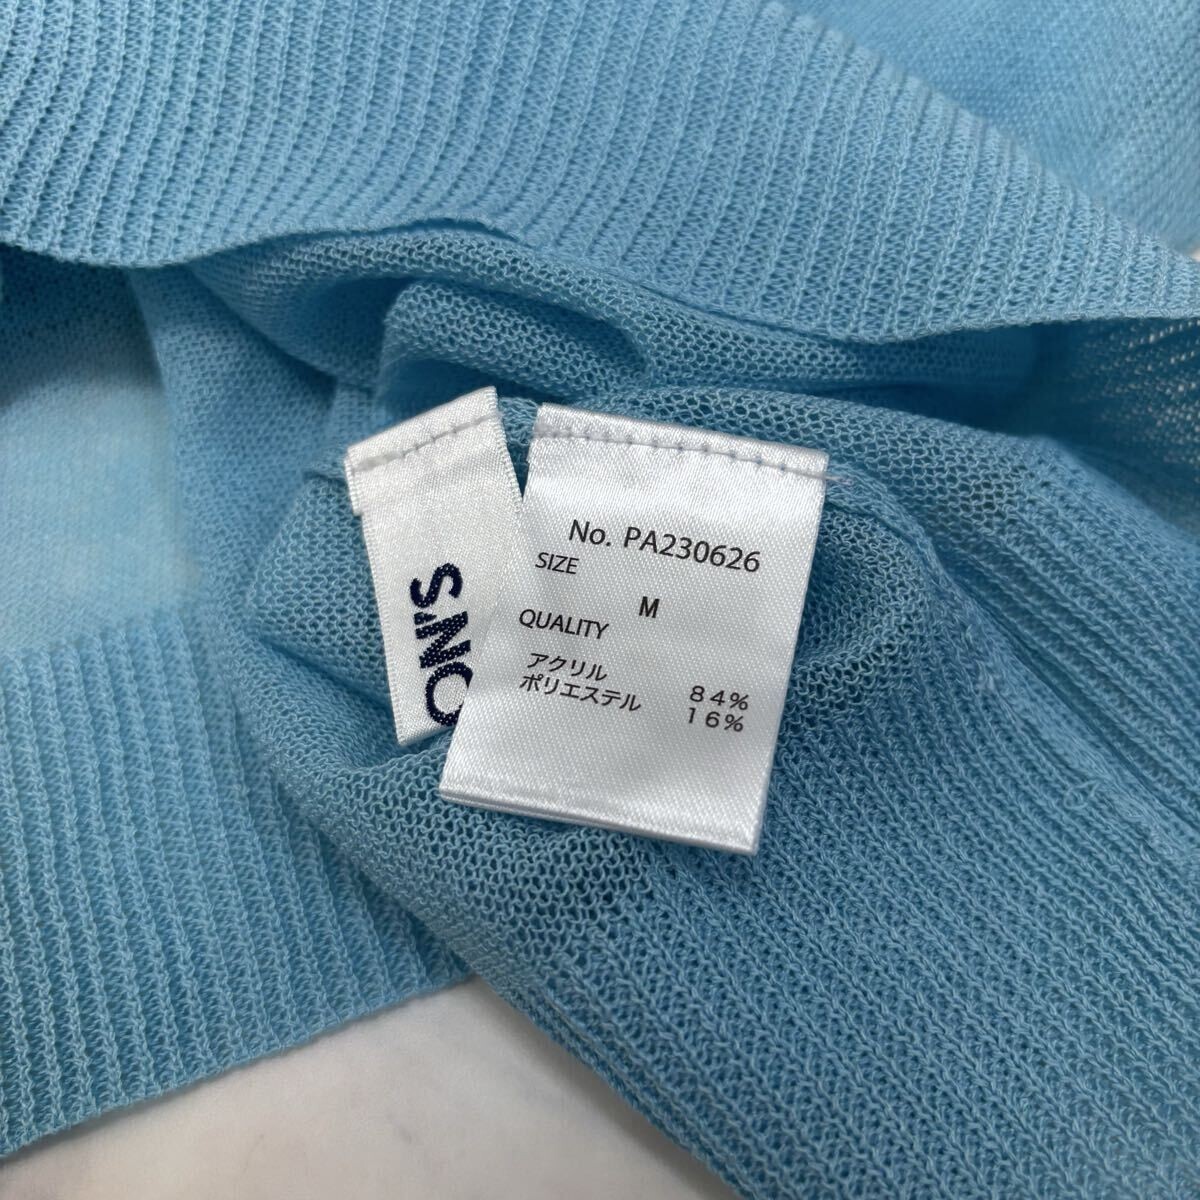 S'NO
No. PA230626
SIZE
M
QUALITY
アクリル 84%
ポリエステル 16%